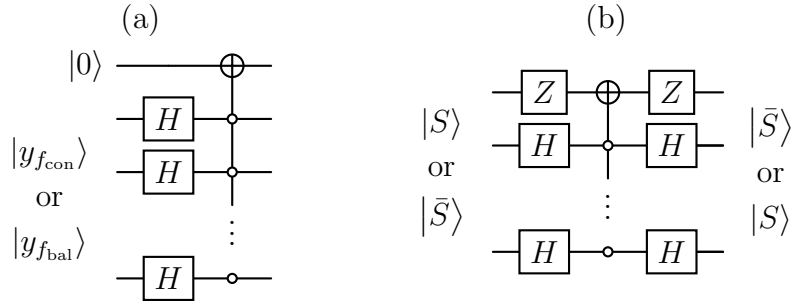 (a)
|0⟩
H
H
|y_{f_con}⟩
or
|y_{f_bal}⟩
⋮
H
(b)
Z Z
|S⟩ H H |S̄⟩
or or
|S̄⟩ ⋮ |S⟩
H H